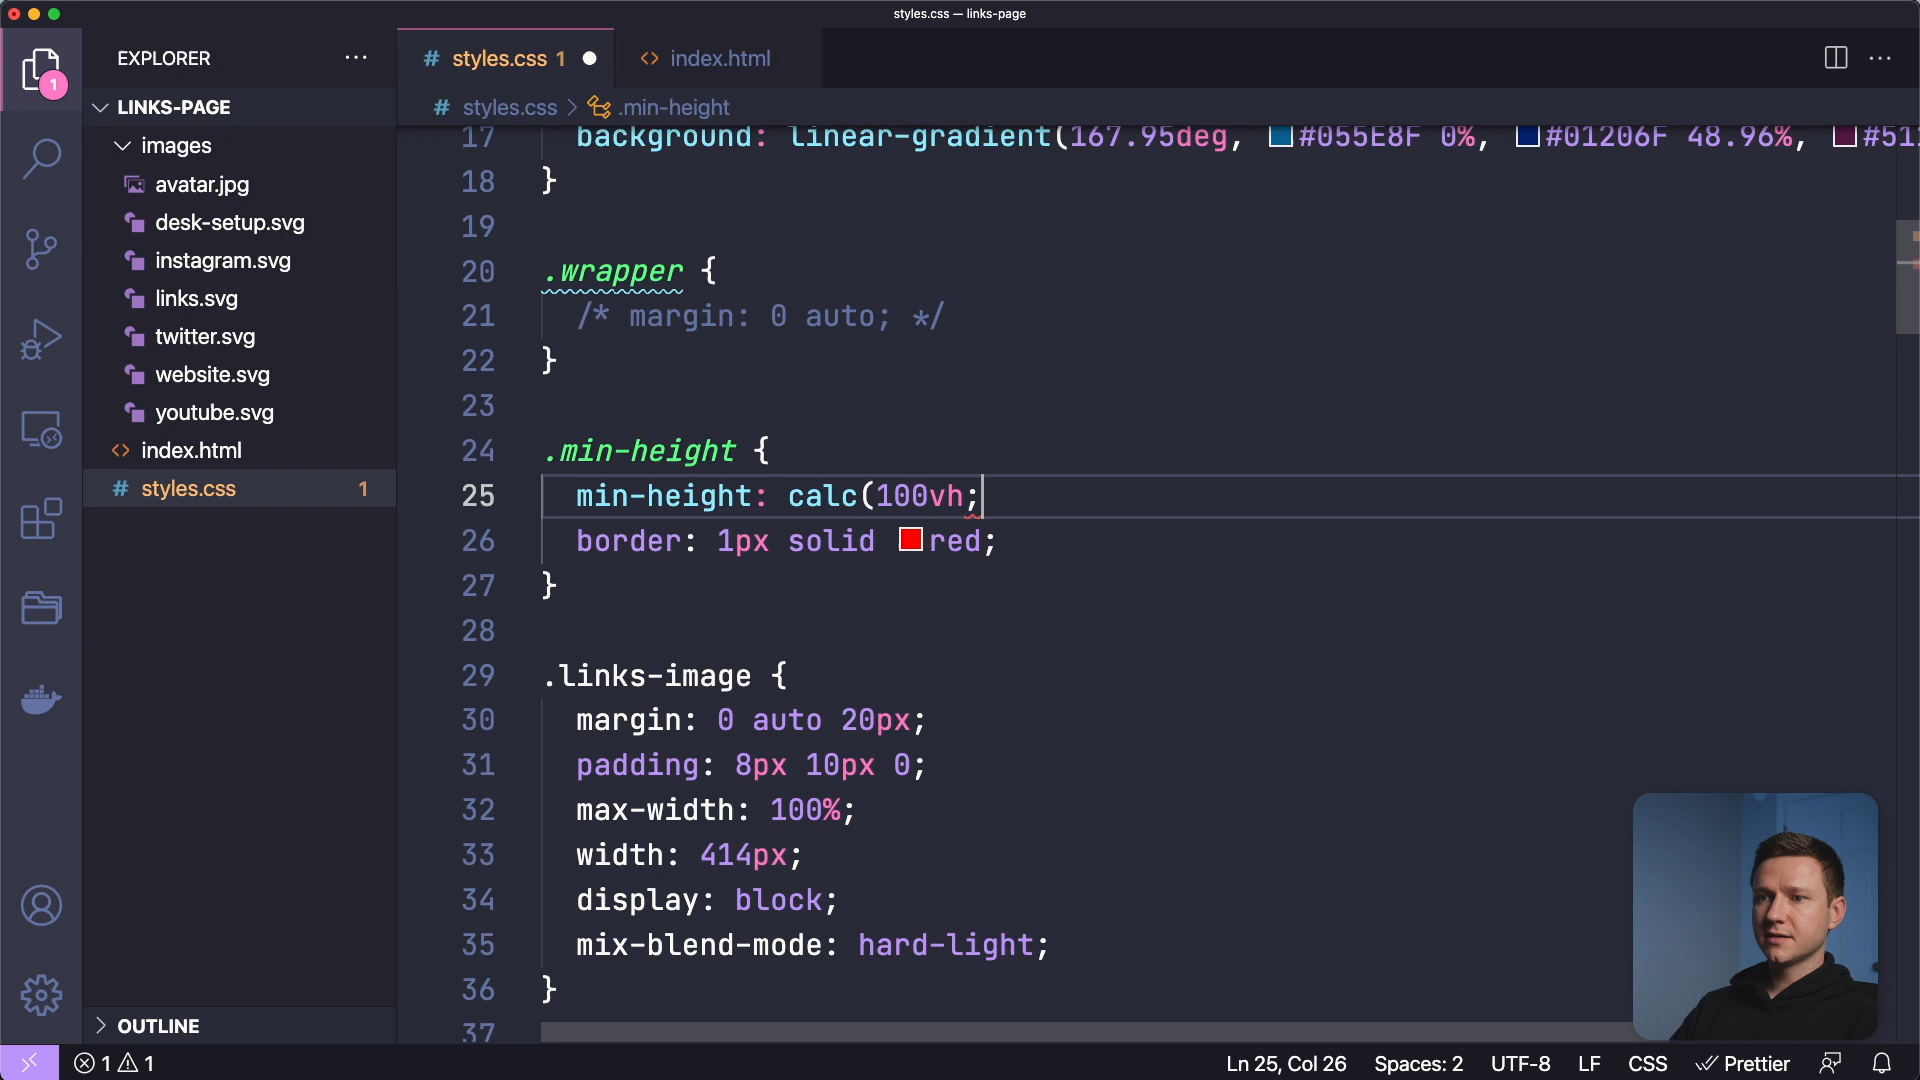 styles.css — links-page
EXPLORER
LINKS-PAGE
images
avatar.jpg
desk-setup.svg
instagram.svg
links.svg
twitter.svg
website.svg
youtube.svg
index.html
styles.css 1
OUTLINE
1
# styles.css 1
<> index.html
# styles.css > .min-height
17 background: linear-gradient(167.95deg, #055E8F 0%, #01206F 48.96%, #511
18 }
19
20 .wrapper {
21 /* margin: 0 auto; */
22 }
23
24 .min-height {
25 min-height: calc(100vh;
26 border: 1px solid red;
27 }
28
29 .links-image {
30 margin: 0 auto 20px;
31 padding: 8px 10px 0;
32 max-width: 100%;
33 width: 414px;
34 display: block;
35 mix-blend-mode: hard-light;
36 }
37
1 1
Ln 25, Col 26 Spaces: 2 UTF-8 LF CSS Prettier